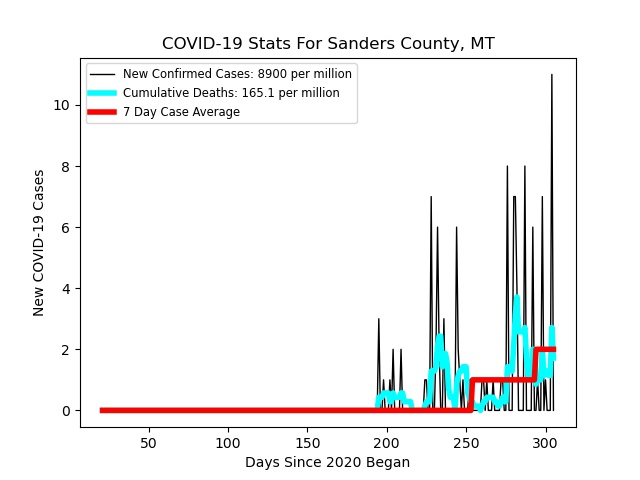 COVID-19 Stats For Sanders County, MT
New Confirmed Cases: 8900 per million
Cumulative Deaths: 165.1 per million
7 Day Case Average
New COVID-19 Cases
10
8
6
4
2
0
50 100 150 200 250 300
Days Since 2020 Began